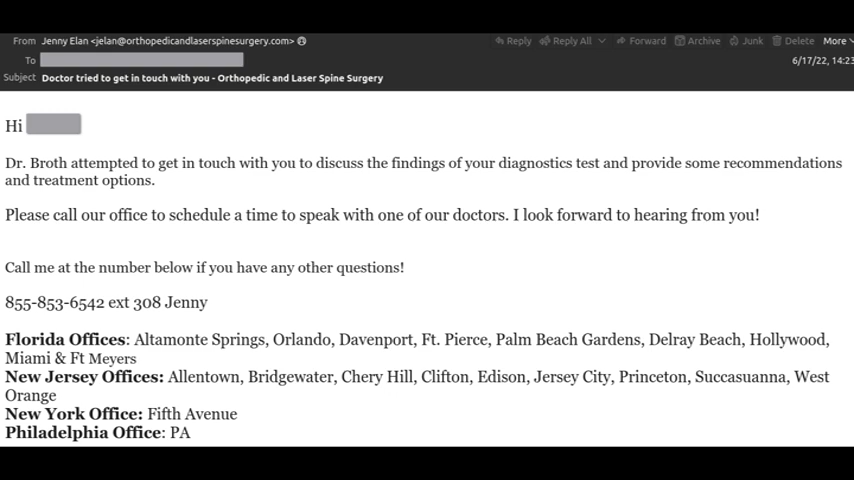 From Jenny Elan <jelan@orthopedicandlaserspinesurgery.com> Reply Reply All Forward Archive Junk Delete More
To 6/17/22, 14:23
Subject Doctor tried to get in touch with you - Orthopedic and Laser Spine Surgery
Hi
Dr. Broth attempted to get in touch with you to discuss the findings of your diagnostics test and provide some recommendations
and treatment options.
Please call our office to schedule a time to speak with one of our doctors. I look forward to hearing from you!
Call me at the number below if you have any other questions!
855-853-6542 ext 308 Jenny
Florida Offices: Altamonte Springs, Orlando, Davenport, Ft. Pierce, Palm Beach Gardens, Delray Beach, Hollywood,
Miami & Ft Meyers
New Jersey Offices: Allentown, Bridgewater, Chery Hill, Clifton, Edison, Jersey City, Princeton, Succasuanna, West
Orange
New York Office: Fifth Avenue
Philadelphia Office: PA